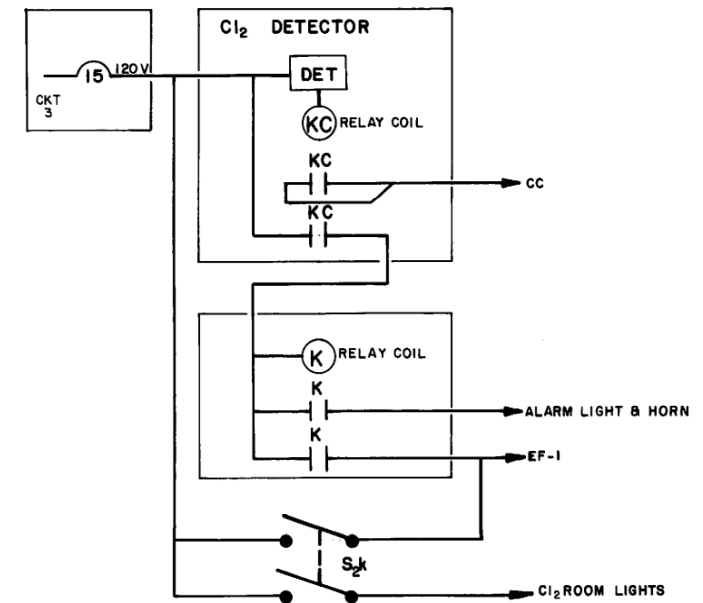 Cl₂ DETECTOR
15 120V
CKT
3
DET
KC RELAY COIL
KC
CC
KC
K RELAY COIL
K
ALARM LIGHT & HORN
K
EF-1
S₂k
Cl₂ ROOM LIGHTS